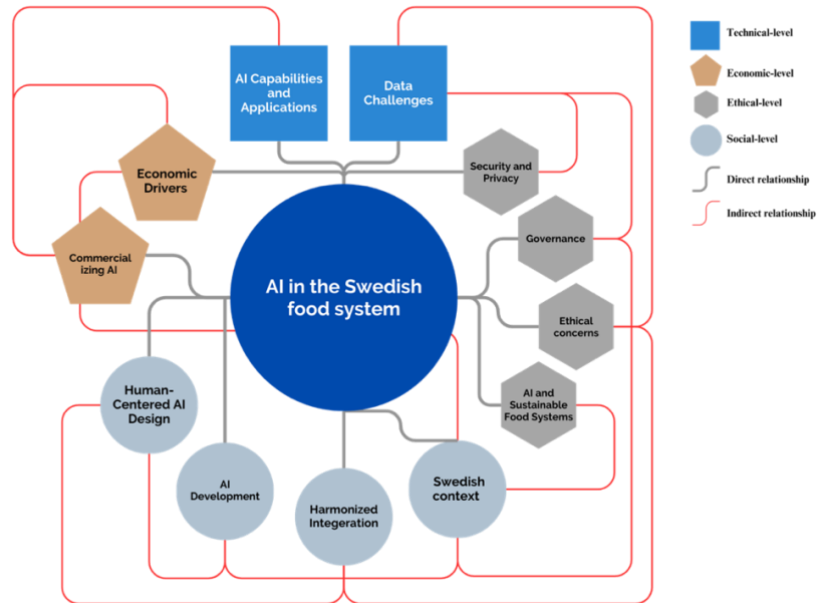 AI Capabilities
and
Applications
Data
Challenges
Economic
Drivers
Security and
Privacy
Commercial
izing AI
Governance
AI in the Swedish
food system
Ethical
concerns
Human-
Centered AI
Design
AI and
Sustainable
Food Systems
AI
Development
Harmonized
Integeration
Swedish
context
Technical-level
Economic-level
Ethical-level
Social-level
Direct relationship
Indirect relationship